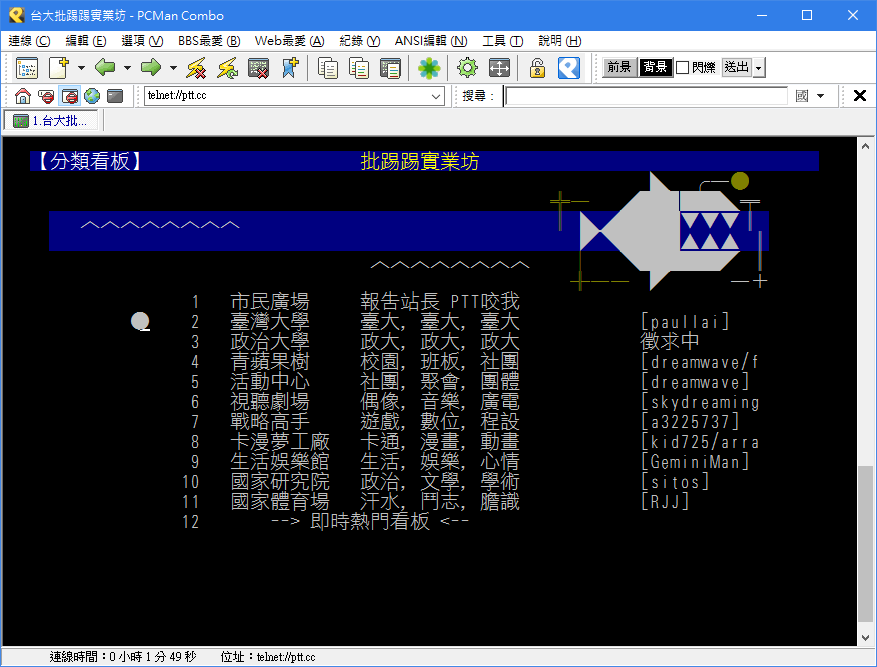 台大批踢踢實業坊 - PCMan Combo
連線 (C) 編輯 (E) 選項 (V) BBS最愛 (B) Web最愛 (A) 紀錄 (Y) ANSI編輯 (N) 工具 (T) 說明 (H)
前景 背景 閃爍 送出
telnet://ptt.cc 搜尋： 國
1.台大批...
【分類看板】 批踢踢實業坊
1 市民廣場 報告站長 PTT咬我
2 臺灣大學 臺大, 臺大, 臺大 [paullai]
3 政治大學 政大, 政大, 政大 徵求中
4 青蘋果樹 校園, 班板, 社團 [dreamwave/f
5 活動中心 社團, 聚會, 團體 [dreamwave]
6 視聽劇場 偶像, 音樂, 廣電 [skydreaming
7 戰略高手 遊戲, 數位, 程設 [a3225737]
8 卡漫夢工廠 卡通, 漫畫, 動畫 [kid725/arra
9 生活娛樂館 生活, 娛樂, 心情 [GeminiMan]
10 國家研究院 政治, 文學, 學術 [sitos]
11 國家體育場 汗水, 鬥志, 膽識 [RJJ]
12 --> 即時熱門看板 <--
連線時間：0 小時 1 分 49 秒 位址：telnet://ptt.cc